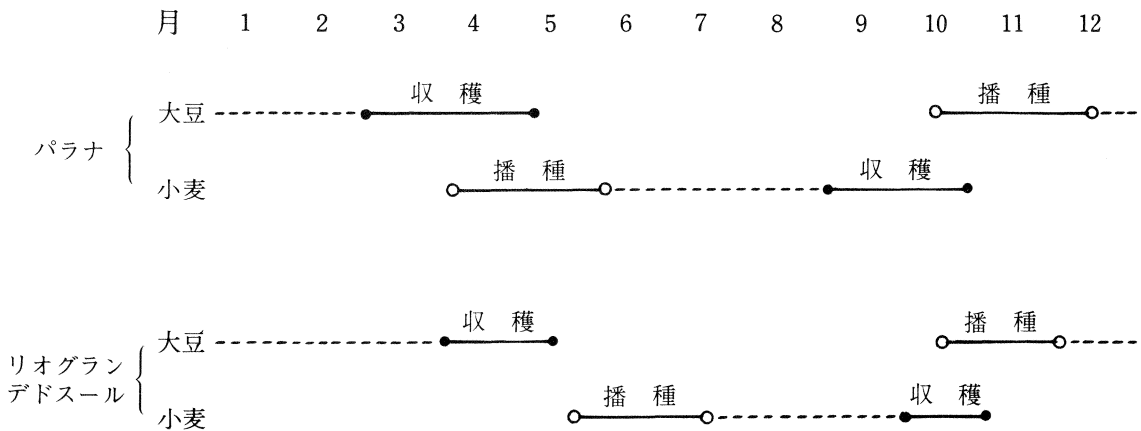 月 1 2 3 4 5 6 7 8 9 10 11 12
収穫 播種
大豆
パラナ
播種 収穫
小麦
収穫 播種
大豆
リオグラン
デドスール
播種 収穫
小麦